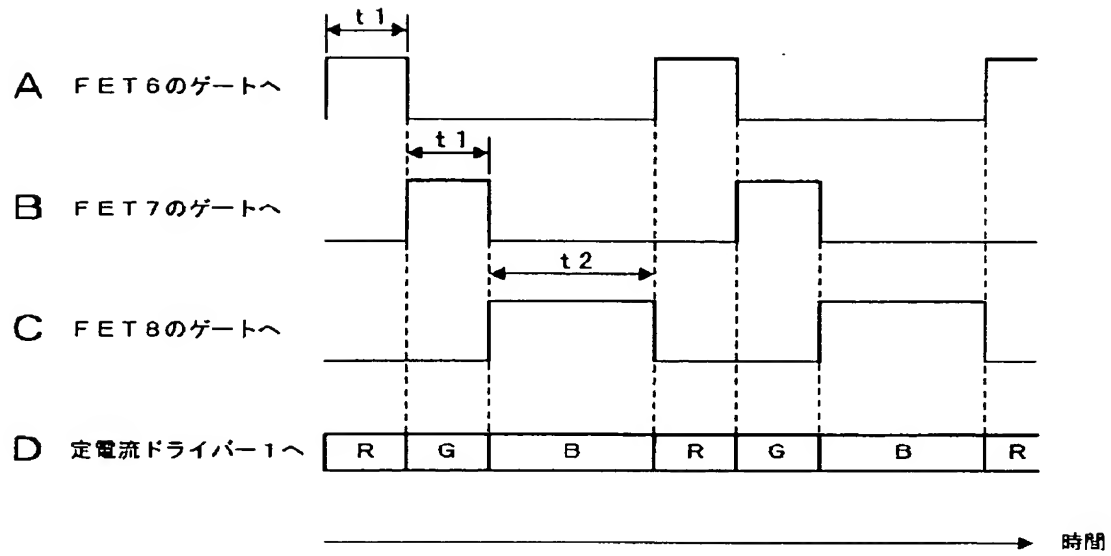 t1
A FET6のゲートへ
t1
B FET7のゲートへ
t2
C FET8のゲートへ
D 定電流ドライバー1へ R G B R G B R
時間